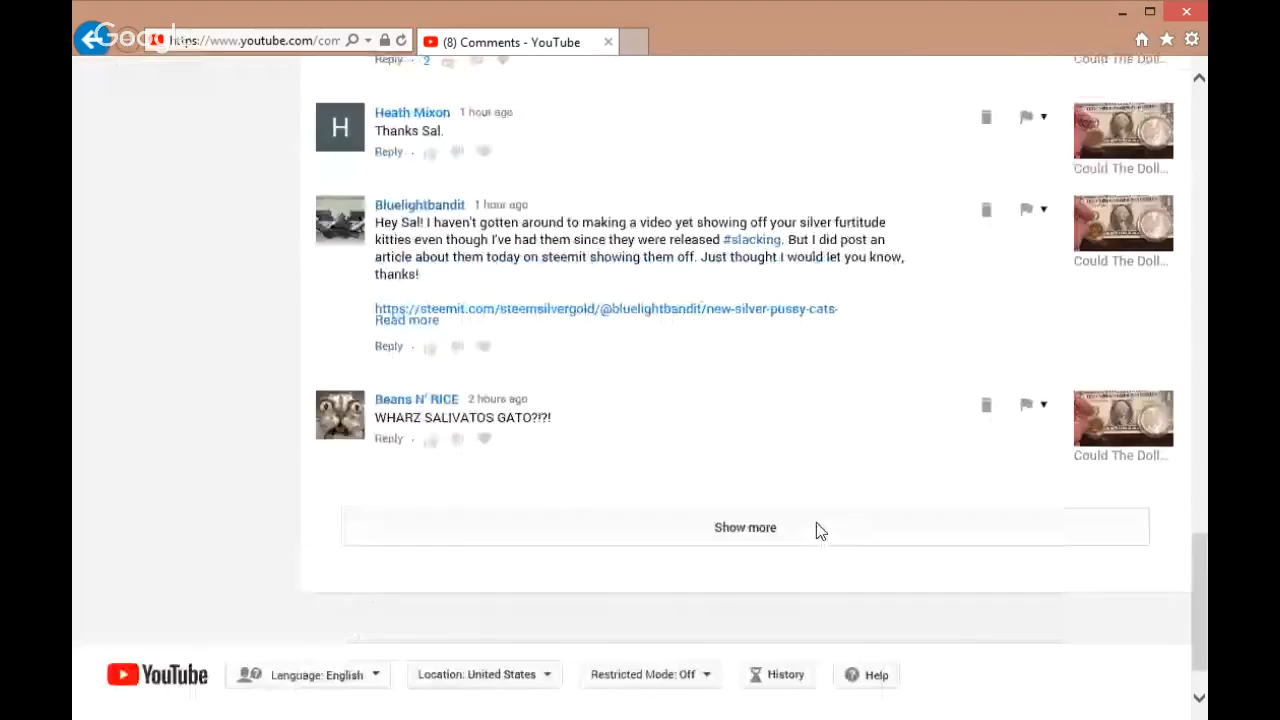 Google
https://www.youtube.com/com
(8) Comments - YouTube
Reply · 2
Could The Doll...
H
Heath Mixon 1 hour ago
Thanks Sal.
Reply ·
Could The Doll...
Bluelightbandit 1 hour ago
Hey Sal! I haven't gotten around to making a video yet showing off your silver furtitude
kitties even though I've had them since they were released #slacking. But I did post an
article about them today on steemit showing them off. Just thought I would let you know,
thanks!
https://steemit.com/steemsilvergold/@bluelightbandit/new-silver-pussy-cats-
Read more
Reply ·
Could The Doll...
Beans N' RICE 2 hours ago
WHARZ SALIVATOS GATO?!?!
Reply ·
Could The Doll...
Show more
YouTube
Language: English
Location: United States
Restricted Mode: Off
History
Help